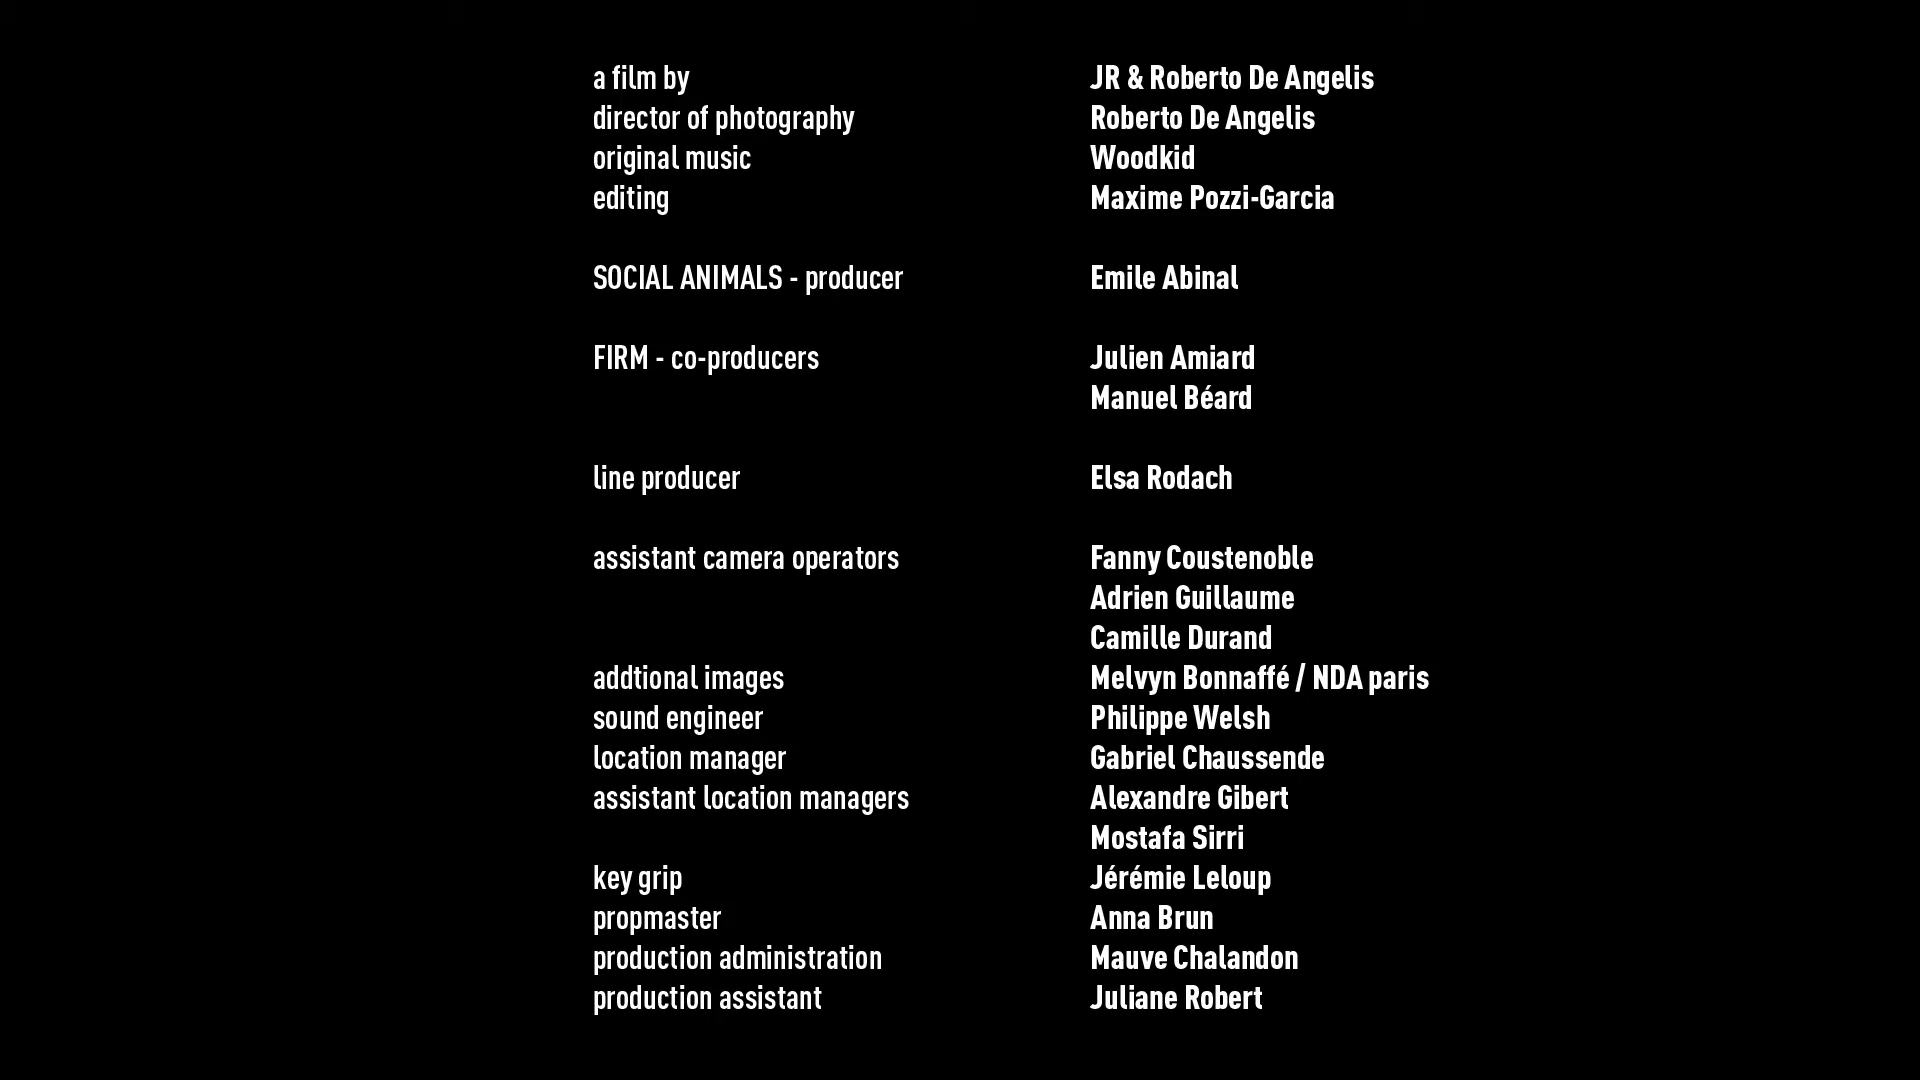 a film by JR & Roberto De Angelis
director of photography Roberto De Angelis
original music Woodkid
editing Maxime Pozzi-Garcia
SOCIAL ANIMALS - producer Emile Abinal
FIRM - co-producers Julien Amiard
Manuel Béard
line producer Elsa Rodach
assistant camera operators Fanny Coustenoble
Adrien Guillaume
Camille Durand
addtional images Melvyn Bonnaffé / NDA paris
sound engineer Philippe Welsh
location manager Gabriel Chaussende
assistant location managers Alexandre Gibert
Mostafa Sirri
key grip Jérémie Leloup
propmaster Anna Brun
production administration Mauve Chalandon
production assistant Juliane Robert